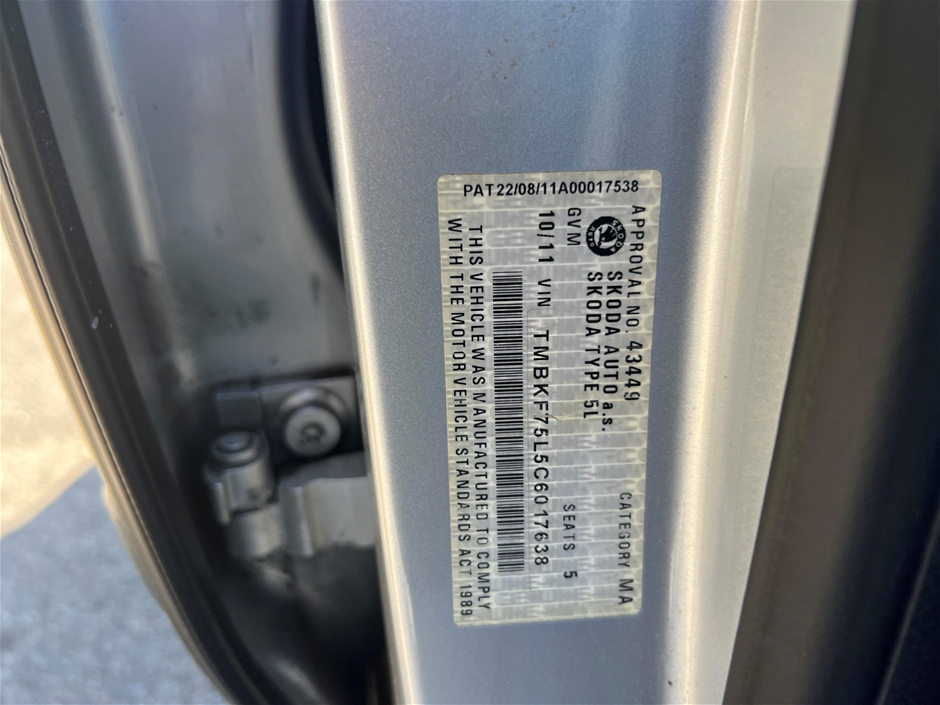 PAT22/08/11A00017538
APPROVAL NO. 43449
SKODA AUTO a.s.
SKODA TYPE 5L
CATEGORY MA
GVM
SEATS 5
10/11 VIN TMBKF75L5C6017638
THIS VEHICLE WAS MANUFACTURED TO COMPLY
WITH THE MOTOR VEHICLE STANDARDS ACT 1989